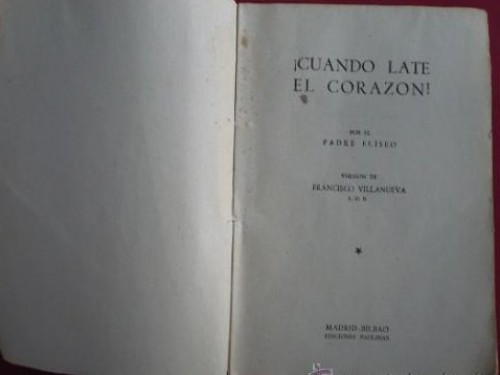 ¡CUANDO LATE
EL CORAZON!
POR EL
PADRE ELISEO
VERSION DE
FRANCISCO VILLANUEVA
MADRID-BILBAO
EDICIONES PAULINAS